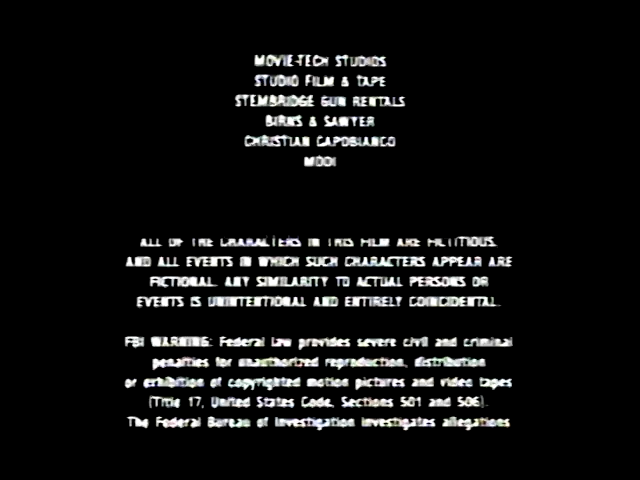 MOVIE-TECH STUDIOS
STUDIO FILM & TAPE
STEMBRIDGE GUN RENTALS
BIRNS & SAWYER
CHRISTIAN CAPOBIANCO
MODI
ALL OF THE CHARACTERS IN THIS FILM ARE FICTITIOUS.
AND ALL EVENTS IN WHICH SUCH CHARACTERS APPEAR ARE
FICTIONAL. ANY SIMILARITY TO ACTUAL PERSONS OR
EVENTS IS UNINTENTIONAL AND ENTIRELY COINCIDENTAL.
FBI WARNING: Federal law provides severe civil and criminal
penalties for unauthorized reproduction, distribution
or exhibition of copyrighted motion pictures and video tapes
(Title 17, United States Code, Sections 501 and 506).
The Federal Bureau of Investigation investigates allegations